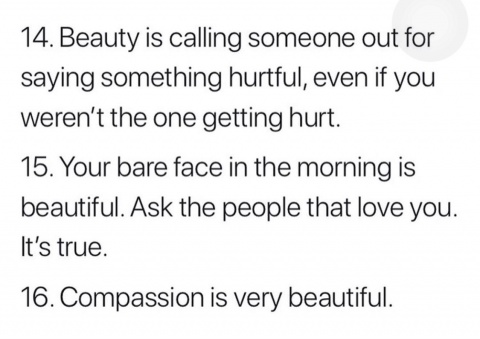 14. Beauty is calling someone out for
saying something hurtful, even if you
weren’t the one getting hurt.
15. Your bare face in the morning is
beautiful. Ask the people that love you.
It’s true.
16. Compassion is very beautiful.